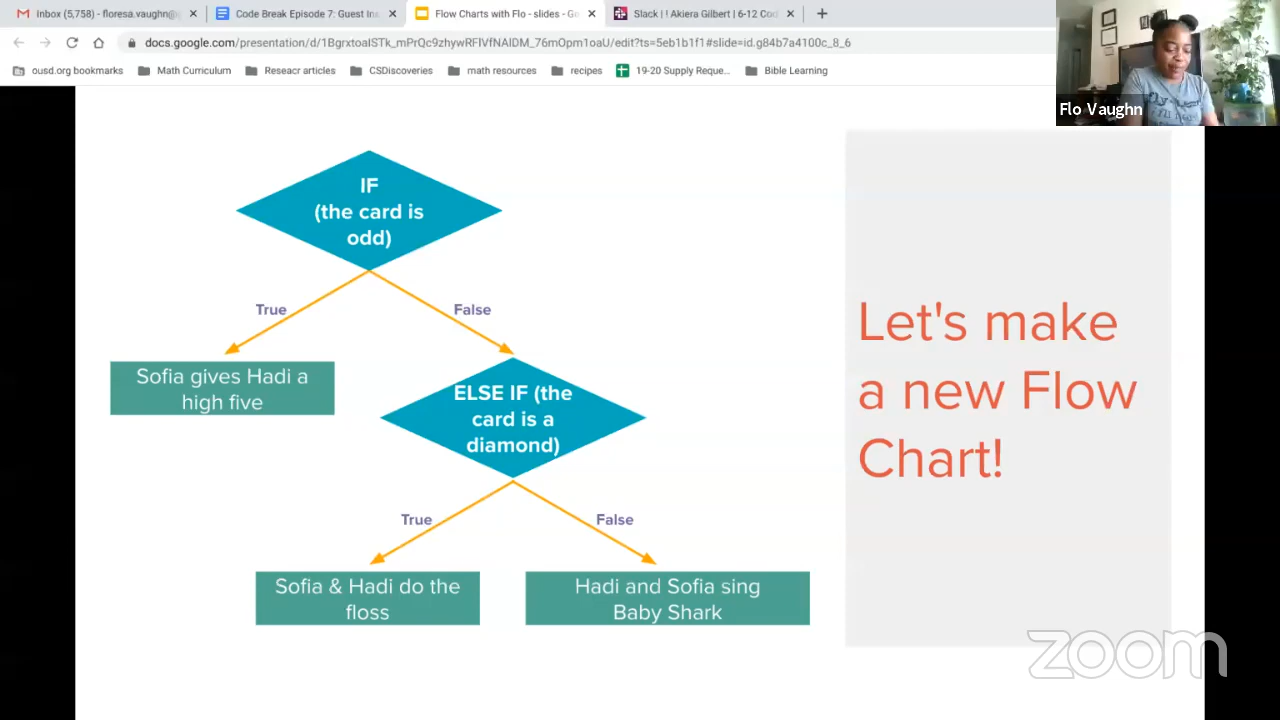 Inbox (5,758) - floresa.vaughn@
Code Break Episode 7: Guest Ins
Flow Charts with Flo - slides - Go
Slack | ! Akiera Gilbert | 6-12 Cod
docs.google.com/presentation/d/1BgrxtoaISTk_mPrQc9zhywRFIVfNAIDM_76mOpm1oaU/edit?ts=5eb1b1f1#slide=id.g84b7a4100c_8_6
ousd.org bookmarks
Math Curriculum
Reseacr articles
CSDiscoveries
math resources
recipes
19-20 Supply Reque...
Bible Learning
Flo Vaughn
IF
(the card is
odd)
True
False
Sofia gives Hadi a
high five
ELSE IF (the
card is a
diamond)
True
False
Sofia & Hadi do the
floss
Hadi and Sofia sing
Baby Shark
Let's make
a new Flow
Chart!
zoom